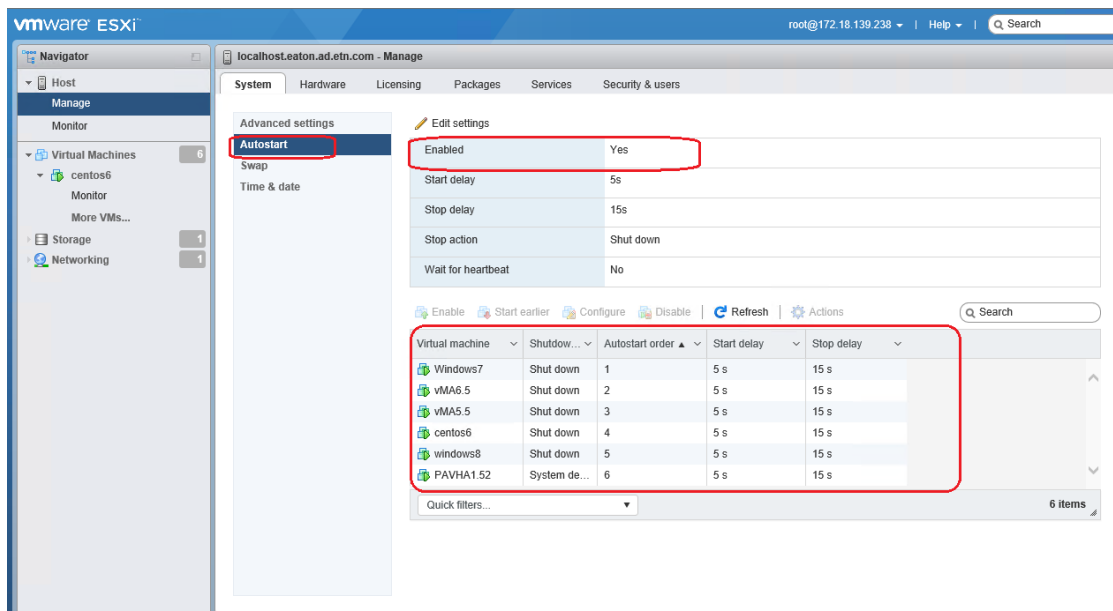 vmware ESXi™
root@172.18.139.238 | Help | Search
Navigator
Host
Manage
Monitor
Virtual Machines 6
centos6
Monitor
More VMs...
Storage 1
Networking 1
localhost.eaton.ad.etn.com - Manage
System Hardware Licensing Packages Services Security & users
Advanced settings
Autostart
Swap
Time & date
Edit settings
Enabled Yes
Start delay 5s
Stop delay 15s
Stop action Shut down
Wait for heartbeat No
Enable Start earlier Configure Disable | Refresh | Actions Search
Virtual machine Shutdow... Autostart order Start delay Stop delay
Windows7 Shut down 1 5 s 15 s
vMA6.5 Shut down 2 5 s 15 s
vMA5.5 Shut down 3 5 s 15 s
centos6 Shut down 4 5 s 15 s
windows8 Shut down 5 5 s 15 s
PAVHA1.52 System de... 6 5 s 15 s
Quick filters... 6 items